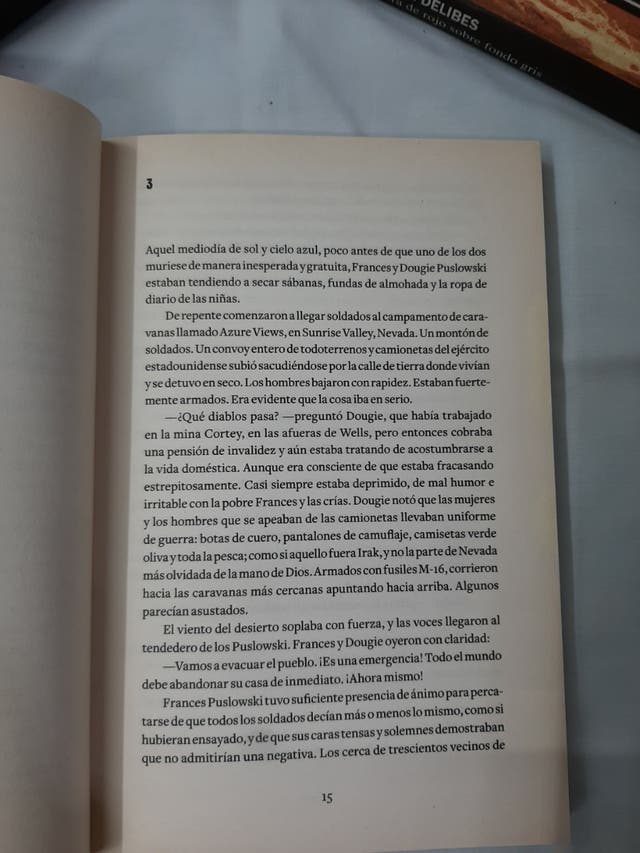 DELIBES
de rojo sobre fondo gris
3
Aquel mediodía de sol y cielo azul, poco antes de que uno de los dos
muriese de manera inesperada y gratuita, Frances y Dougie Puslowski
estaban tendiendo a secar sábanas, fundas de almohada y la ropa de
diario de las niñas.
De repente comenzaron a llegar soldados al campamento de cara-
vanas llamado Azure Views, en Sunrise Valley, Nevada. Un montón de
soldados. Un convoy entero de todoterrenos y camionetas del ejército
estadounidense subió sacudiéndose por la calle de tierra donde vivían
y se detuvo en seco. Los hombres bajaron con rapidez. Estaban fuerte-
mente armados. Era evidente que la cosa iba en serio.
—¿Qué diablos pasa? —preguntó Dougie, que había trabajado
en la mina Cortey, en las afueras de Wells, pero entonces cobraba
una pensión de invalidez y aún estaba tratando de acostumbrarse a
la vida doméstica. Aunque era consciente de que estaba fracasando
estrepitosamente. Casi siempre estaba deprimido, de mal humor e
irritable con la pobre Frances y las crías. Dougie notó que las mujeres
y los hombres que se apeaban de las camionetas llevaban uniforme
de guerra: botas de cuero, pantalones de camuflaje, camisetas verde
oliva y toda la pesca; como si aquello fuera Irak, y no la parte de Nevada
más olvidada de la mano de Dios. Armados con fusiles M-16, corrieron
hacia las caravanas más cercanas apuntando hacia arriba. Algunos
parecían asustados.
El viento del desierto soplaba con fuerza, y las voces llegaron al
tendedero de los Puslowski. Frances y Dougie oyeron con claridad:
—Vamos a evacuar el pueblo. ¡Es una emergencia! Todo el mundo
debe abandonar su casa de inmediato. ¡Ahora mismo!
Frances Puslowski tuvo suficiente presencia de ánimo para perca-
tarse de que todos los soldados decían más o menos lo mismo, como si
hubieran ensayado, y de que sus caras tensas y solemnes demostraban
que no admitirían una negativa. Los cerca de trescientos vecinos de
15